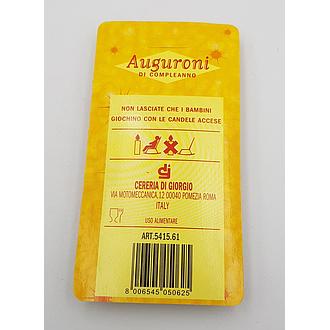 Auguroni
DI COMPLEANNO
NON LASCIATE CHE I BAMBINI
GIOCHINO CON LE CANDELE ACCESE
CERERIA DI GIORGIO
VIA MOTOMECCANICA,12 00040 POMEZIA ROMA
ITALY
USO ALIMENTARE
ART.5415.61
8 006545 050625